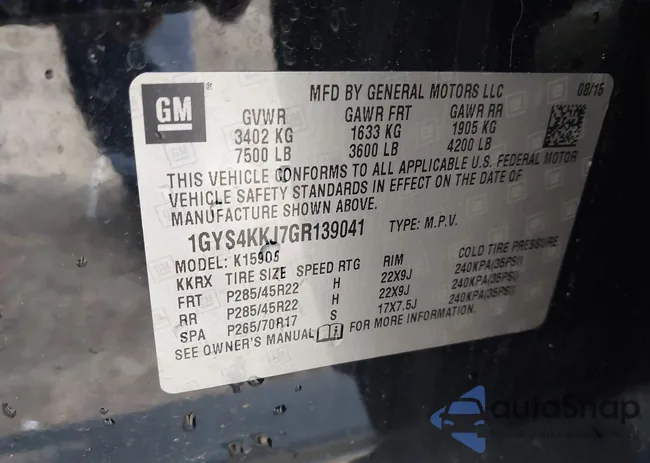 GM
MFD BY GENERAL MOTORS LLC 08/15
GVWR GAWR FRT GAWR RR
3402 KG 1633 KG 1905 KG
7500 LB 3600 LB 4200 LB
THIS VEHICLE CONFORMS TO ALL APPLICABLE U.S. FEDERAL MOTOR
VEHICLE SAFETY STANDARDS IN EFFECT ON THE DATE OF
MANUFACTURE SHOWN ABOVE.
1GYS4KKJ7GR139041 TYPE: M.P.V.
MODEL: K15906
KKRX TIRE SIZE SPEED RTG RIM COLD TIRE PRESSURE
FRT P285/45R22 H 22X9J 240KPA(35PSI)
RR P285/45R22 H 22X9J 240KPA(35PSI)
SPA P265/70R17 S 17X7.5J 240KPA(35PSI)
SEE OWNER'S MANUAL FOR MORE INFORMATION.
autoSnap